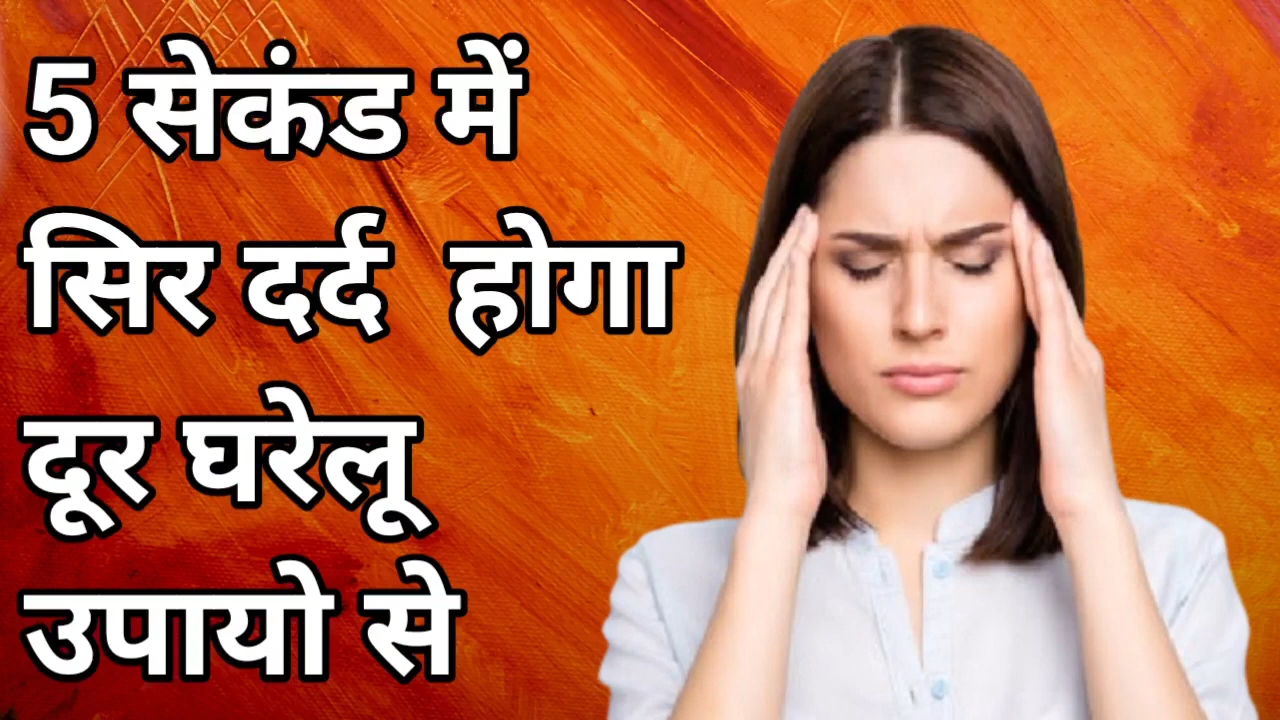 5 सेकंड में
सिर दर्द होगा
दूर घरेलू
उपायो से